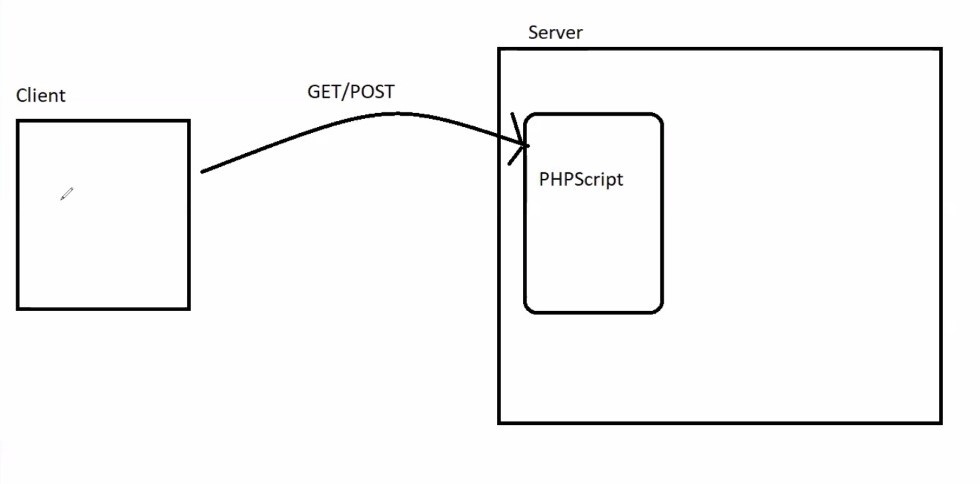 Server
Client
GET/POST
PHPScript